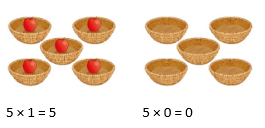 5 × 1 = 5
5 × 0 = 0